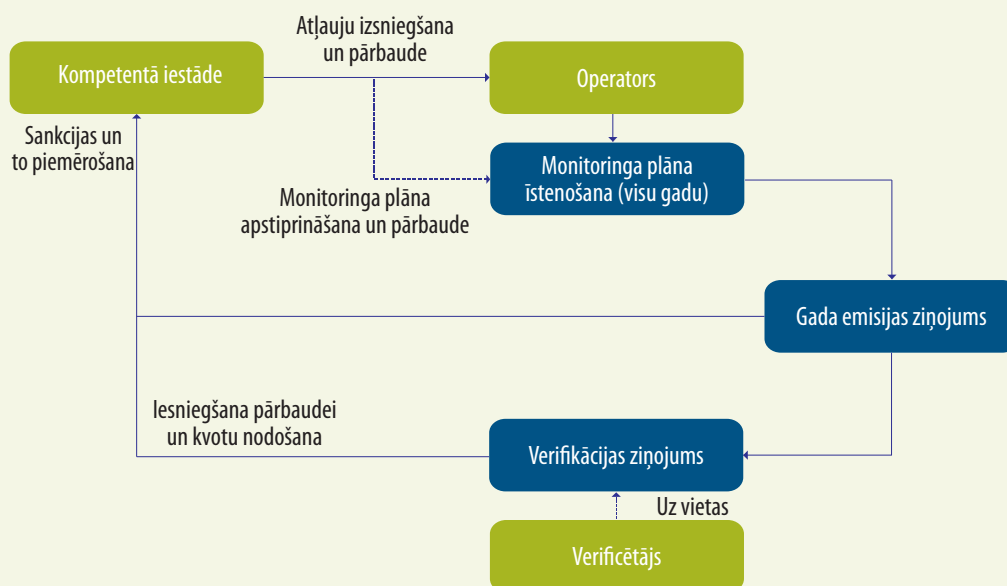 Atļauju izsniegšana
un pārbaude
Kompetentā iestāde
Operators
Sankcijas un
to piemērošana
Monitoringa plāna
īstenošana (visu gadu)
Monitoringa plāna
apstiprināšana un pārbaude
Gada emisijas ziņojums
Iesniegšana pārbaudei
un kvotu nodošana
Verifikācijas ziņojums
Uz vietas
Verificētājs